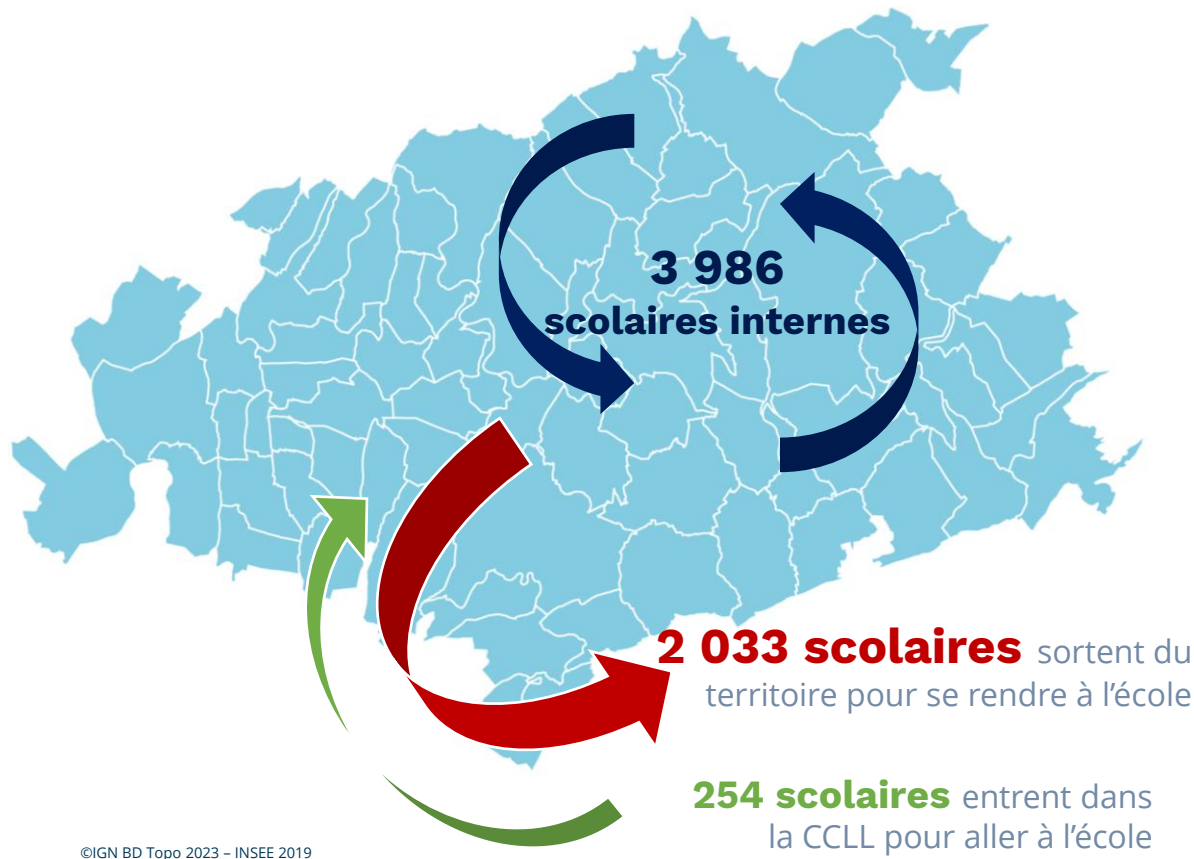 3 986
scolaires internes
2 033 scolaires sortent du
territoire pour se rendre à l’école
254 scolaires entrent dans
la CCLL pour aller à l’école
©IGN BD Topo 2023 – INSEE 2019